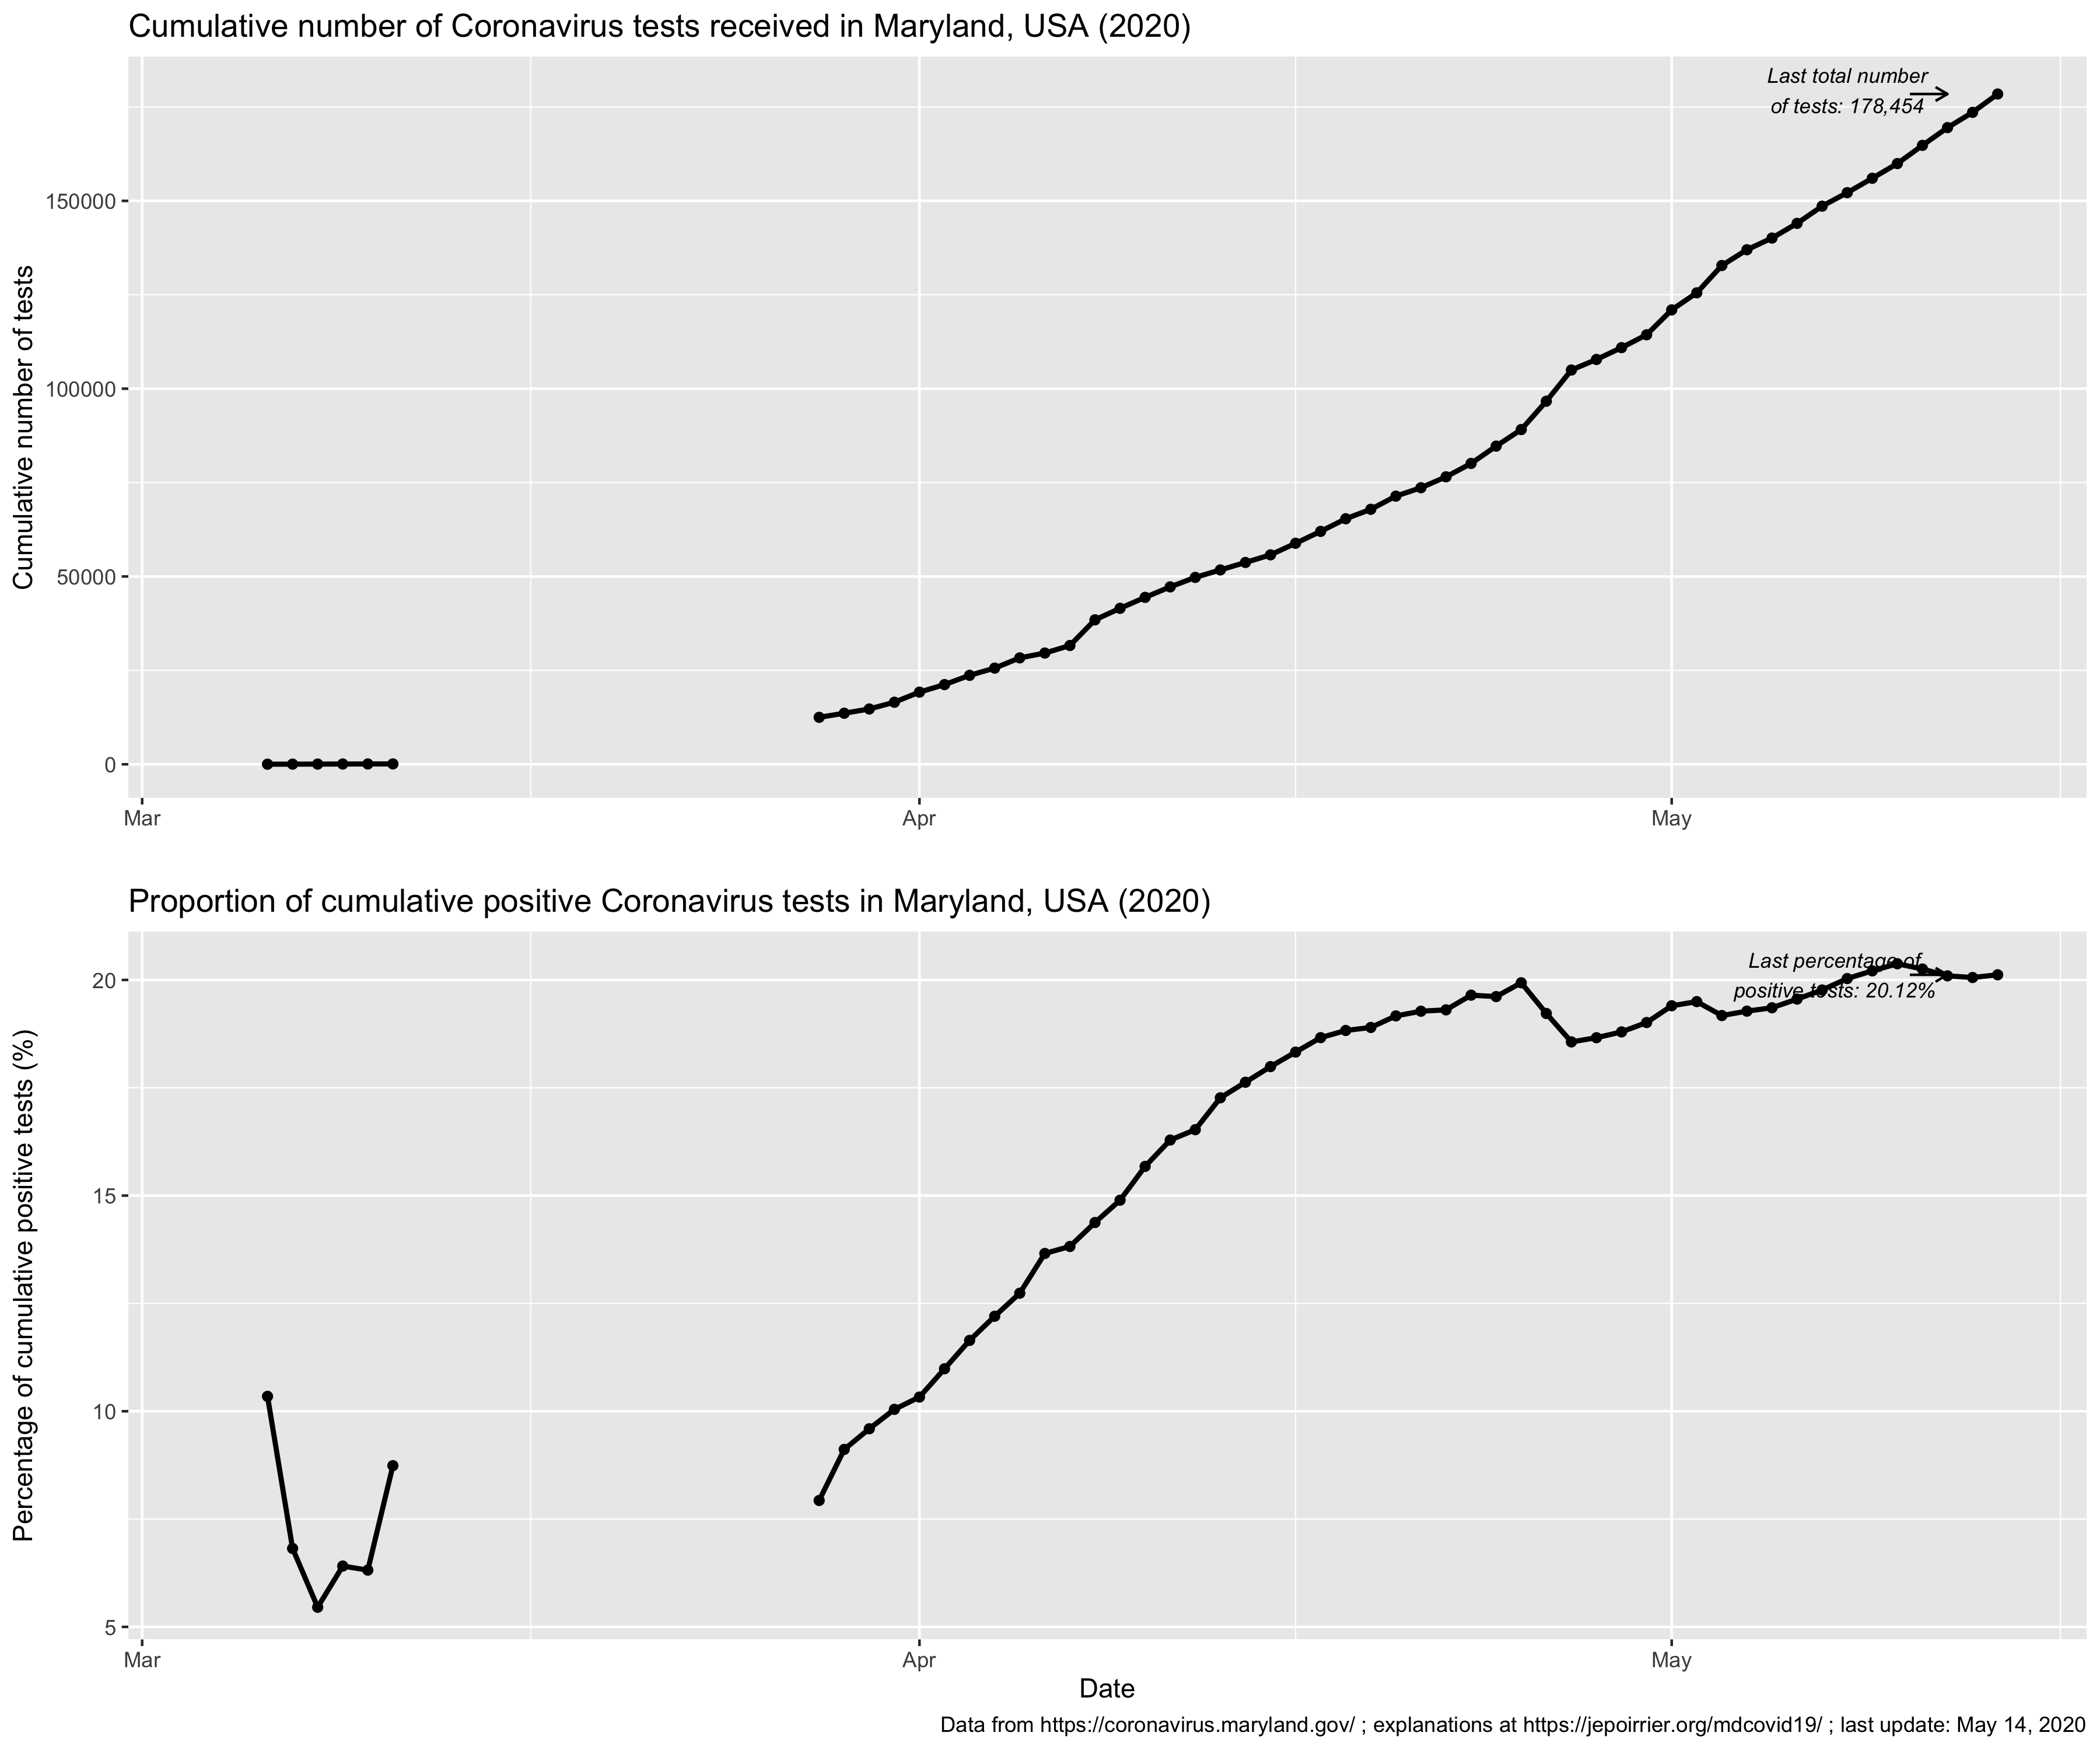 Cumulative number of Coronavirus tests received in Maryland, USA (2020)
Last total number
of tests: 178,454
Cumulative number of tests
150000
100000
50000
0
Mar
Apr
May
Proportion of cumulative positive Coronavirus tests in Maryland, USA (2020)
Last percentage of
positive tests: 20.12%
Percentage of cumulative positive tests (%)
20
15
10
5
Mar
Apr
May
Date
Data from https://coronavirus.maryland.gov/ ; explanations at https://jepoirrier.org/mdcovid19/ ; last update: May 14, 2020